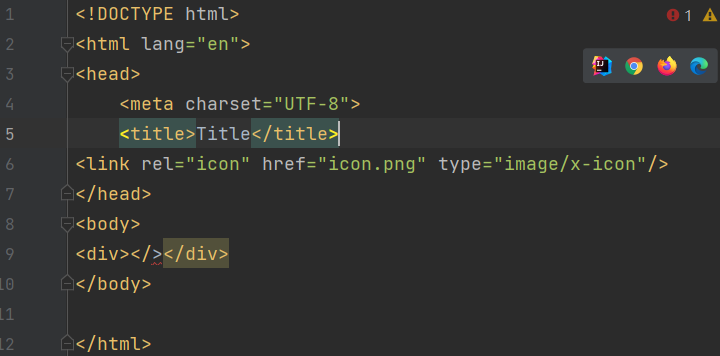 1 <!DOCTYPE html> 1
2 <html lang="en">
3 <head>
4 <meta charset="UTF-8">
5 <title>Title</title>
6 <link rel="icon" href="icon.png" type="image/x-icon"/>
7 </head>
8 <body>
9 <div></></div>
10 </body>
11
12 </html>